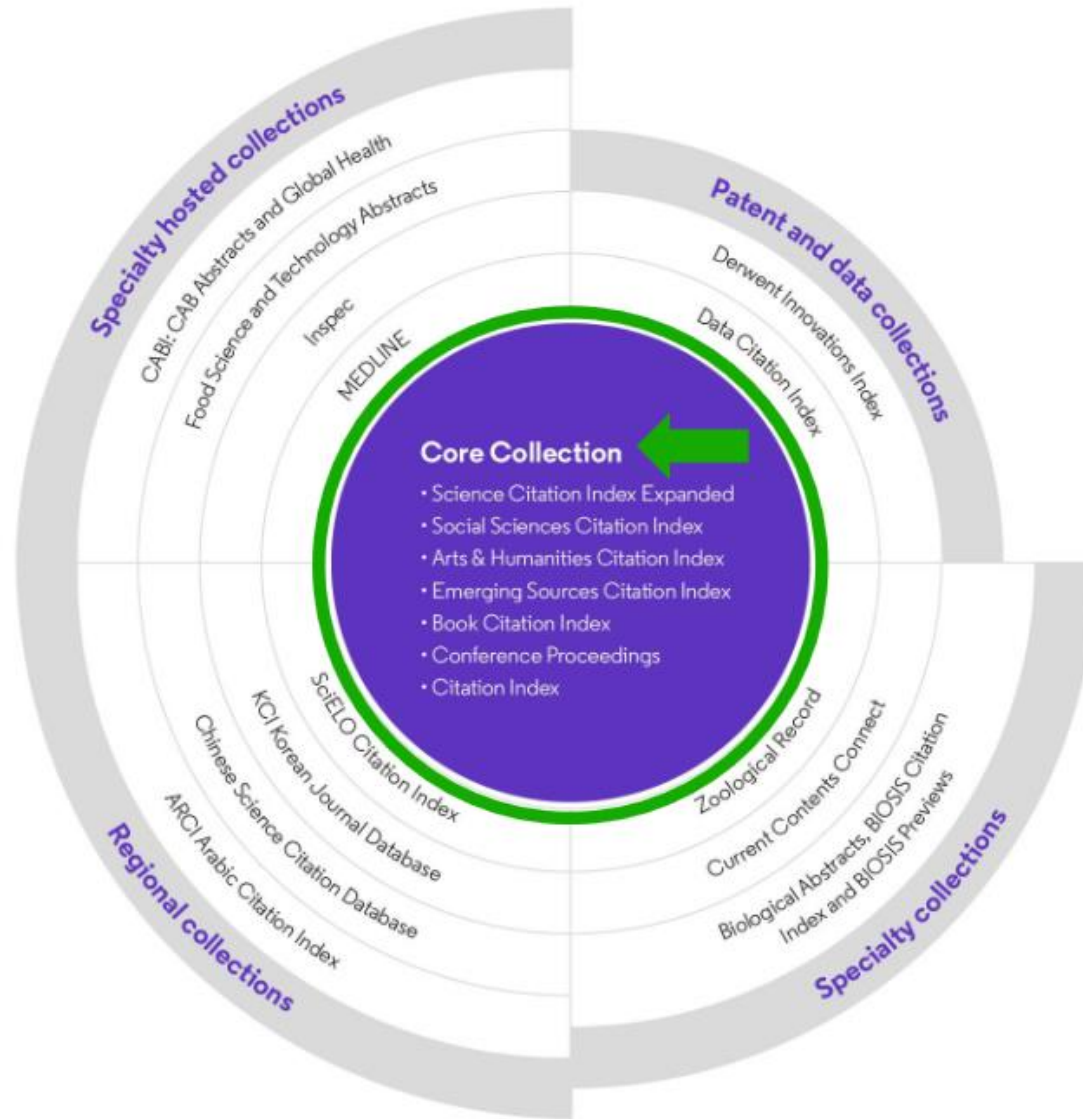 Specialty hosted collections
CABI: CAB Abstracts and Global Health
Food Science and Technology Abstracts
Inspec
MEDLINE
Patent and data collections
Derwent Innovations Index
Data Citation Index
Core Collection
• Science Citation Index Expanded
• Social Sciences Citation Index
• Arts & Humanities Citation Index
• Emerging Sources Citation Index
• Book Citation Index
• Conference Proceedings
• Citation Index
SciELO Citation Index
KCI Korean Journal Database
Chinese Science Citation Database
ARCI Arabic Citation Index
Regional collections
Zoological Record
Current Contents Connect
Biological Abstracts, BIOSIS Citation
Index and BIOSIS Previews
Specialty collections